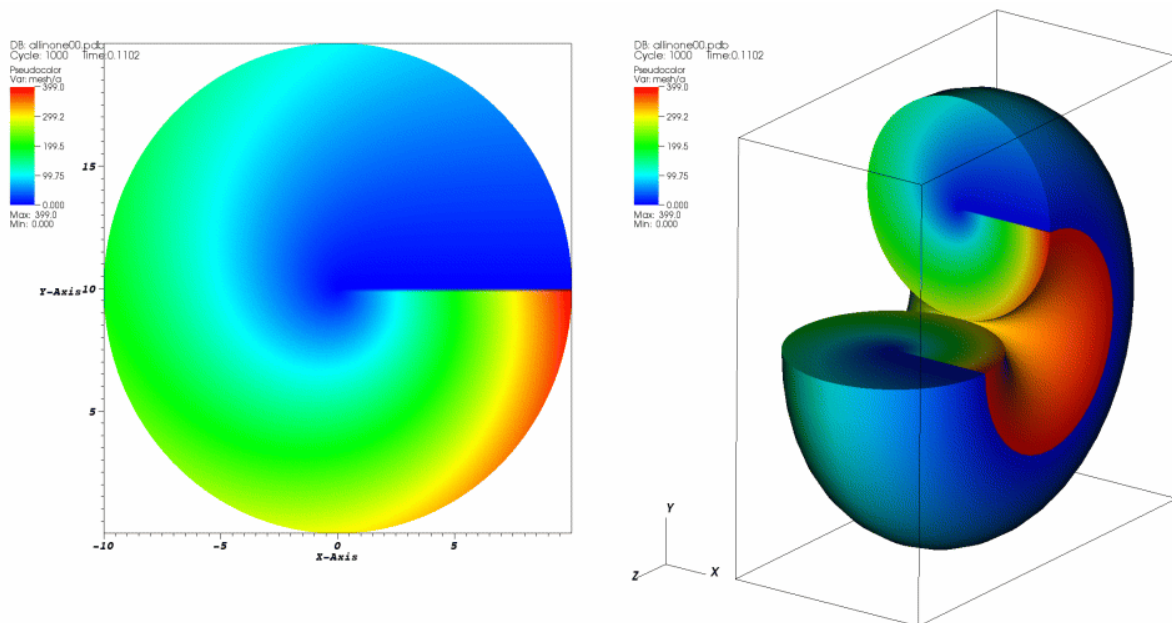 DB: allinone00.pdb
Cycle: 1000 Time:0.1102
Pseudocolor
Var: mesh/a
399.0
299.2
199.5
99.75
0.000
Max: 399.0
Min: 0.000
15
Y-Axis 10
5
-10 -5 0 5
X-Axis
DB: allinone00.pdb
Cycle: 1000 Time:0.1102
Pseudocolor
Var: mesh/a
399.0
299.2
199.5
99.75
0.000
Max: 399.0
Min: 0.000
Y
Z X